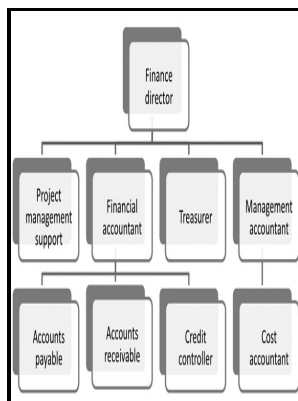 Finance
director
Project
management
support
Financial
accountant
Treasurer
Management
accountant
Accounts
payable
Accounts
receivable
Credit
controller
Cost
accountant